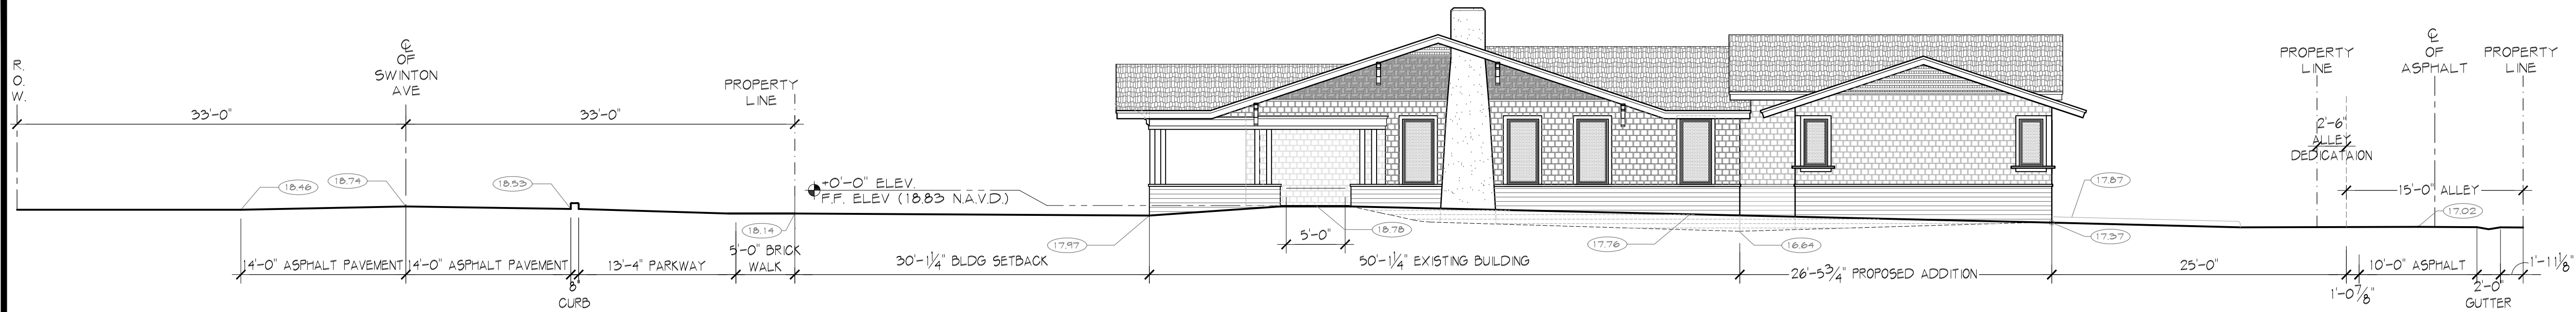 R.
O.
W.
33'-0"
℄
OF
SWINTON
AVE
33'-0"
PROPERTY
LINE
18.46
18.74
18.53
+0'-0" ELEV.
F.F. ELEV (18.83 N.A.V.D.)
18.14
17.97
5'-0"
18.78
17.76
16.64
17.87
17.37
17.02
PROPERTY
LINE
℄
OF
ASPHALT
PROPERTY
LINE
2'-6"
ALLEY
DEDICATAION
15'-0" ALLEY
14'-0" ASPHALT PAVEMENT
14'-0" ASPHALT PAVEMENT
8"
CURB
13'-4" PARKWAY
5'-0" BRICK
WALK
30'-1¼" BLDG SETBACK
50'-1¼" EXISTING BUILDING
26'-5¾" PROPOSED ADDITION
25'-0"
1'-0⅞"
10'-0" ASPHALT
2'-0"
GUTTER
1'-11⅛"